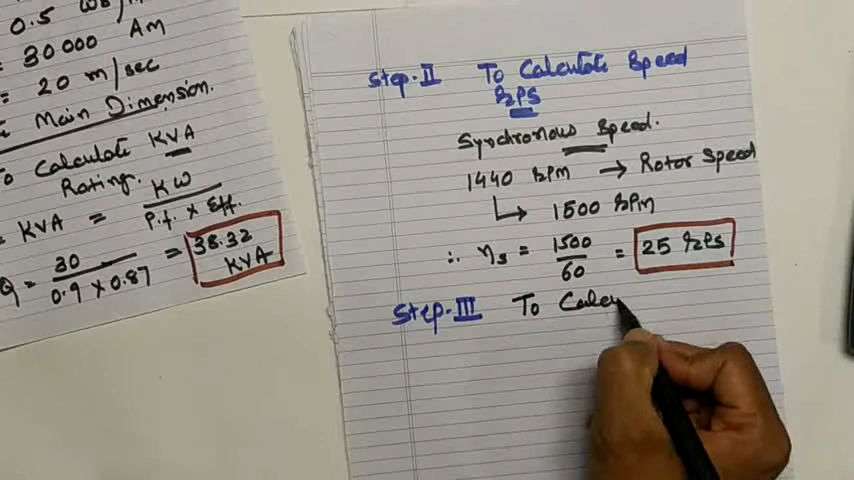 0.5 Wb/
= 30000 Am
= 20 m/sec
Main Dimension.
To Calculate KVA
Rating.
KVA = KW
P.f. × Eff.
Q = 30 = 38.32
0.9 × 0.87 KVA
Step-II To Calculate Speed
rps
Synchronous Speed.
1440 rpm → Rotor Speed
↳ 1500 rpm
∴ ns = 1500 = 25 rps
60
Step-III To Calcu